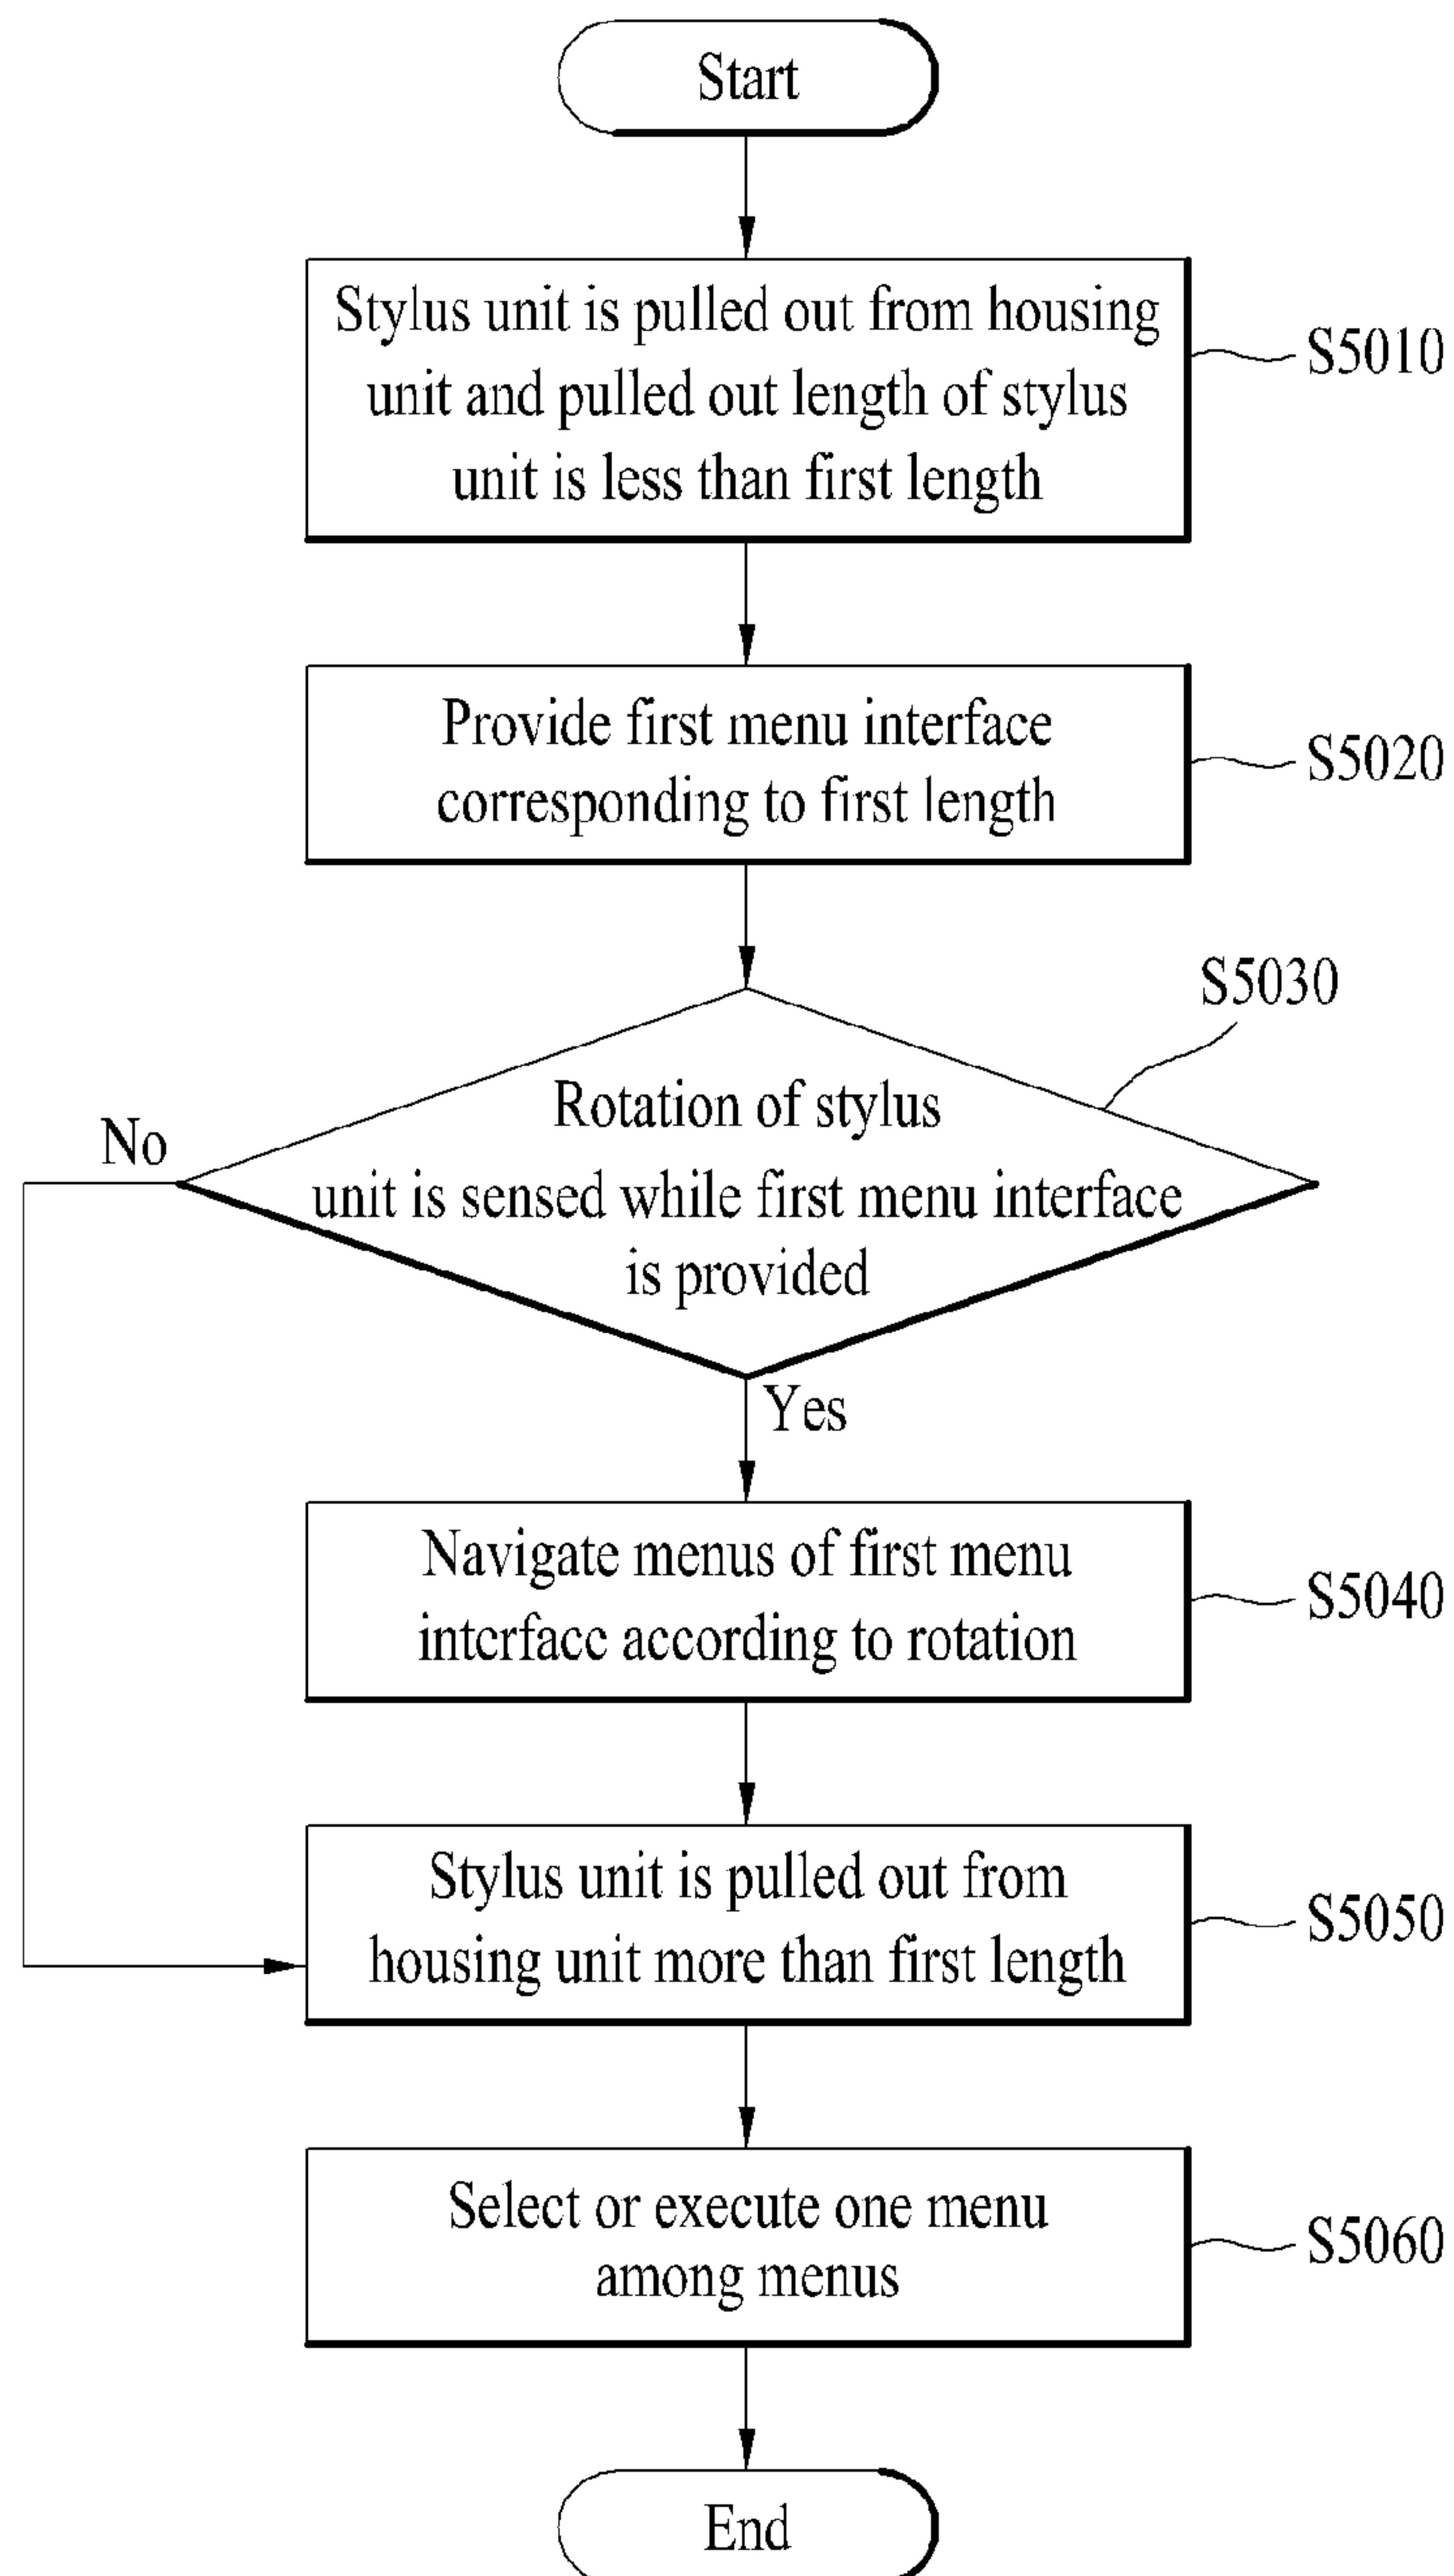 Start
Stylus unit is pulled out from housing
unit and pulled out length of stylus
unit is less than first length
S5010
Provide first menu interface
corresponding to first length
S5020
S5030
Rotation of stylus
unit is sensed while first menu interface
is provided
No
Yes
Navigate menus of first menu
interface according to rotation
S5040
Stylus unit is pulled out from
housing unit more than first length
S5050
Select or execute one menu
among menus
S5060
End